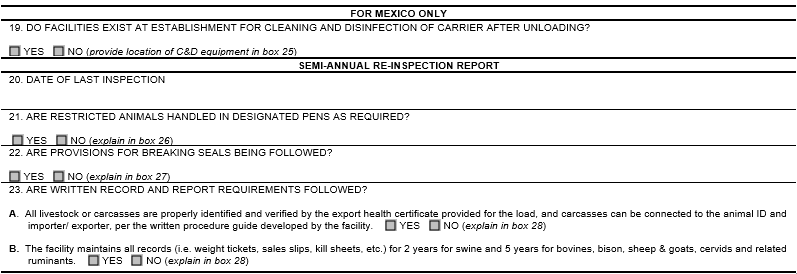 FOR MEXICO ONLY
19. DO FACILITIES EXIST AT ESTABLISHMENT FOR CLEANING AND DISINFECTION OF CARRIER AFTER UNLOADING?
YES NO (provide location of C&D equipment in box 25)
SEMI-ANNUAL RE-INSPECTION REPORT
20. DATE OF LAST INSPECTION
21. ARE RESTRICTED ANIMALS HANDLED IN DESIGNATED PENS AS REQUIRED?
YES NO (explain in box 26)
22. ARE PROVISIONS FOR BREAKING SEALS BEING FOLLOWED?
YES NO (explain in box 27)
23. ARE WRITTEN RECORD AND REPORT REQUIREMENTS FOLLOWED?
A. All livestock or carcasses are properly identified and verified by the export health certificate provided for the load, and carcasses can be connected to the animal ID and
importer/ exporter, per the written procedure guide developed by the facility. YES NO (explain in box 28)
B. The facility maintains all records (i.e. weight tickets, sales slips, kill sheets, etc.) for 2 years for swine and 5 years for bovines, bison, sheep & goats, cervids and related
ruminants. YES NO (explain in box 28)